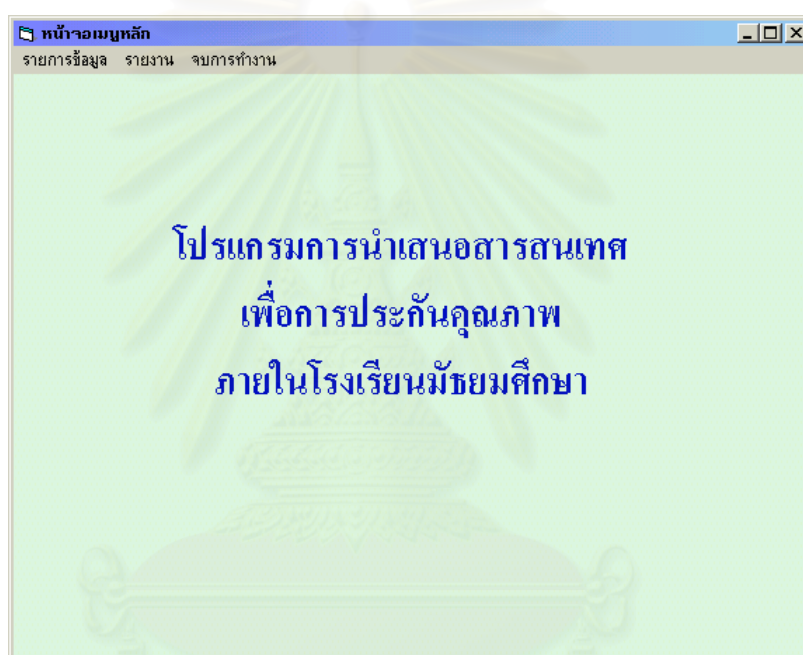 หน้าจอเมนูหลัก
รายการข้อมูล รายงาน จบการทำงาน
โปรแกรมการนำเสนอสารสนเทศ
เพื่อการประกันคุณภาพ
ภายในโรงเรียนมัธยมศึกษา